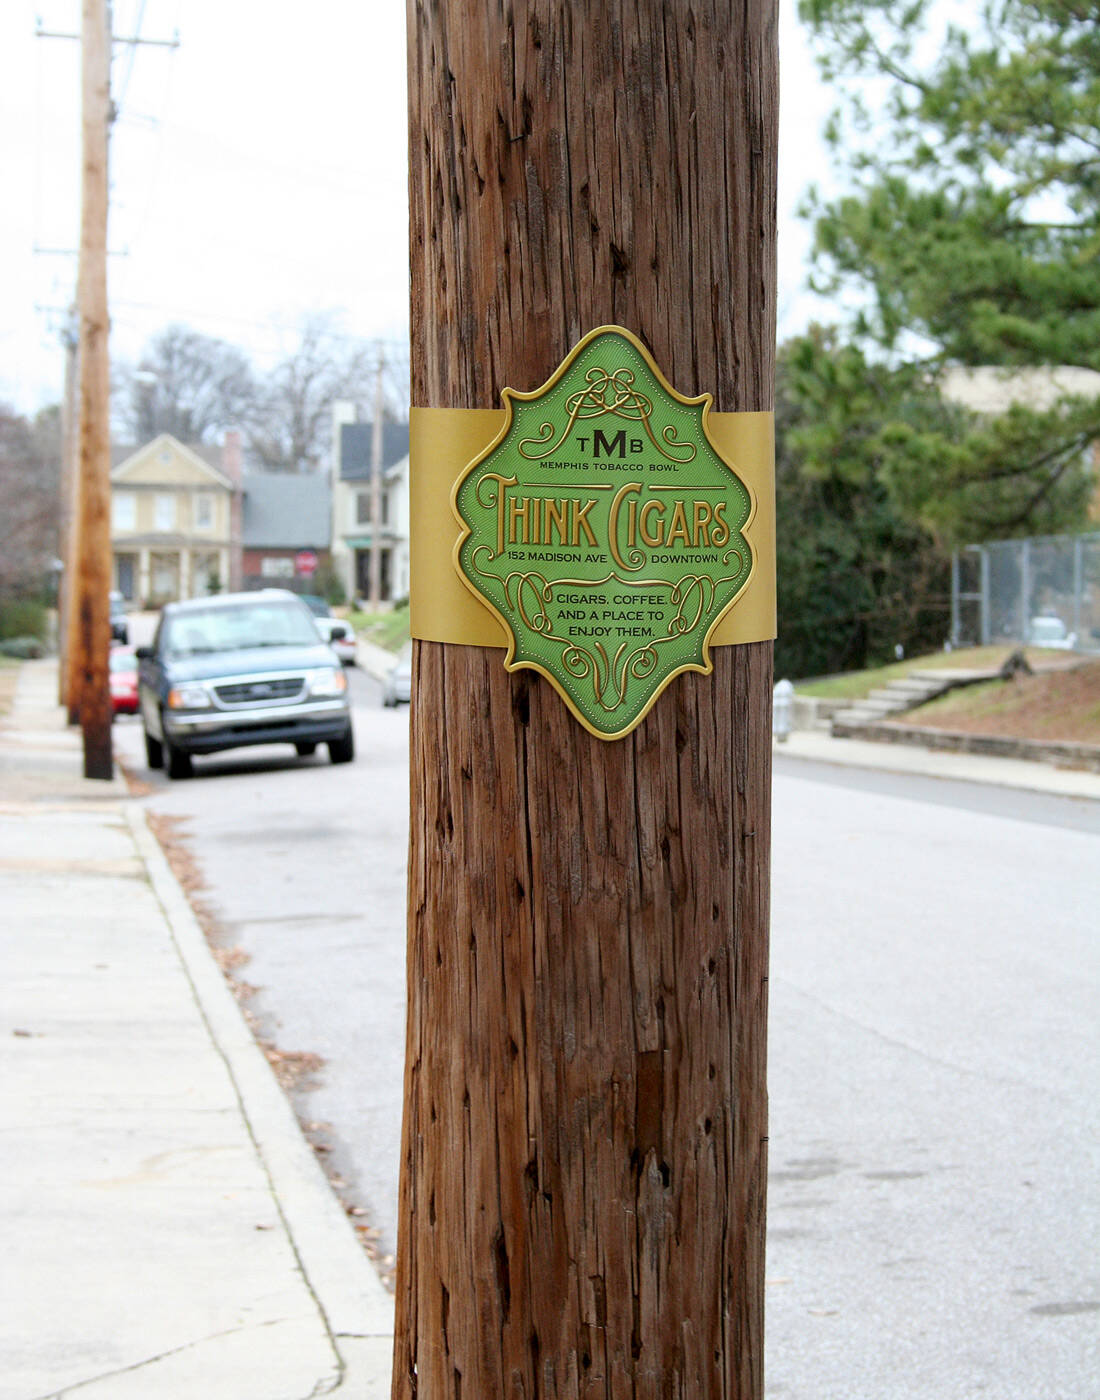 TMB
MEMPHIS TOBACCO BOWL
THINK CIGARS
152 MADISON AVE DOWNTOWN
CIGARS. COFFEE.
AND A PLACE TO
ENJOY THEM.